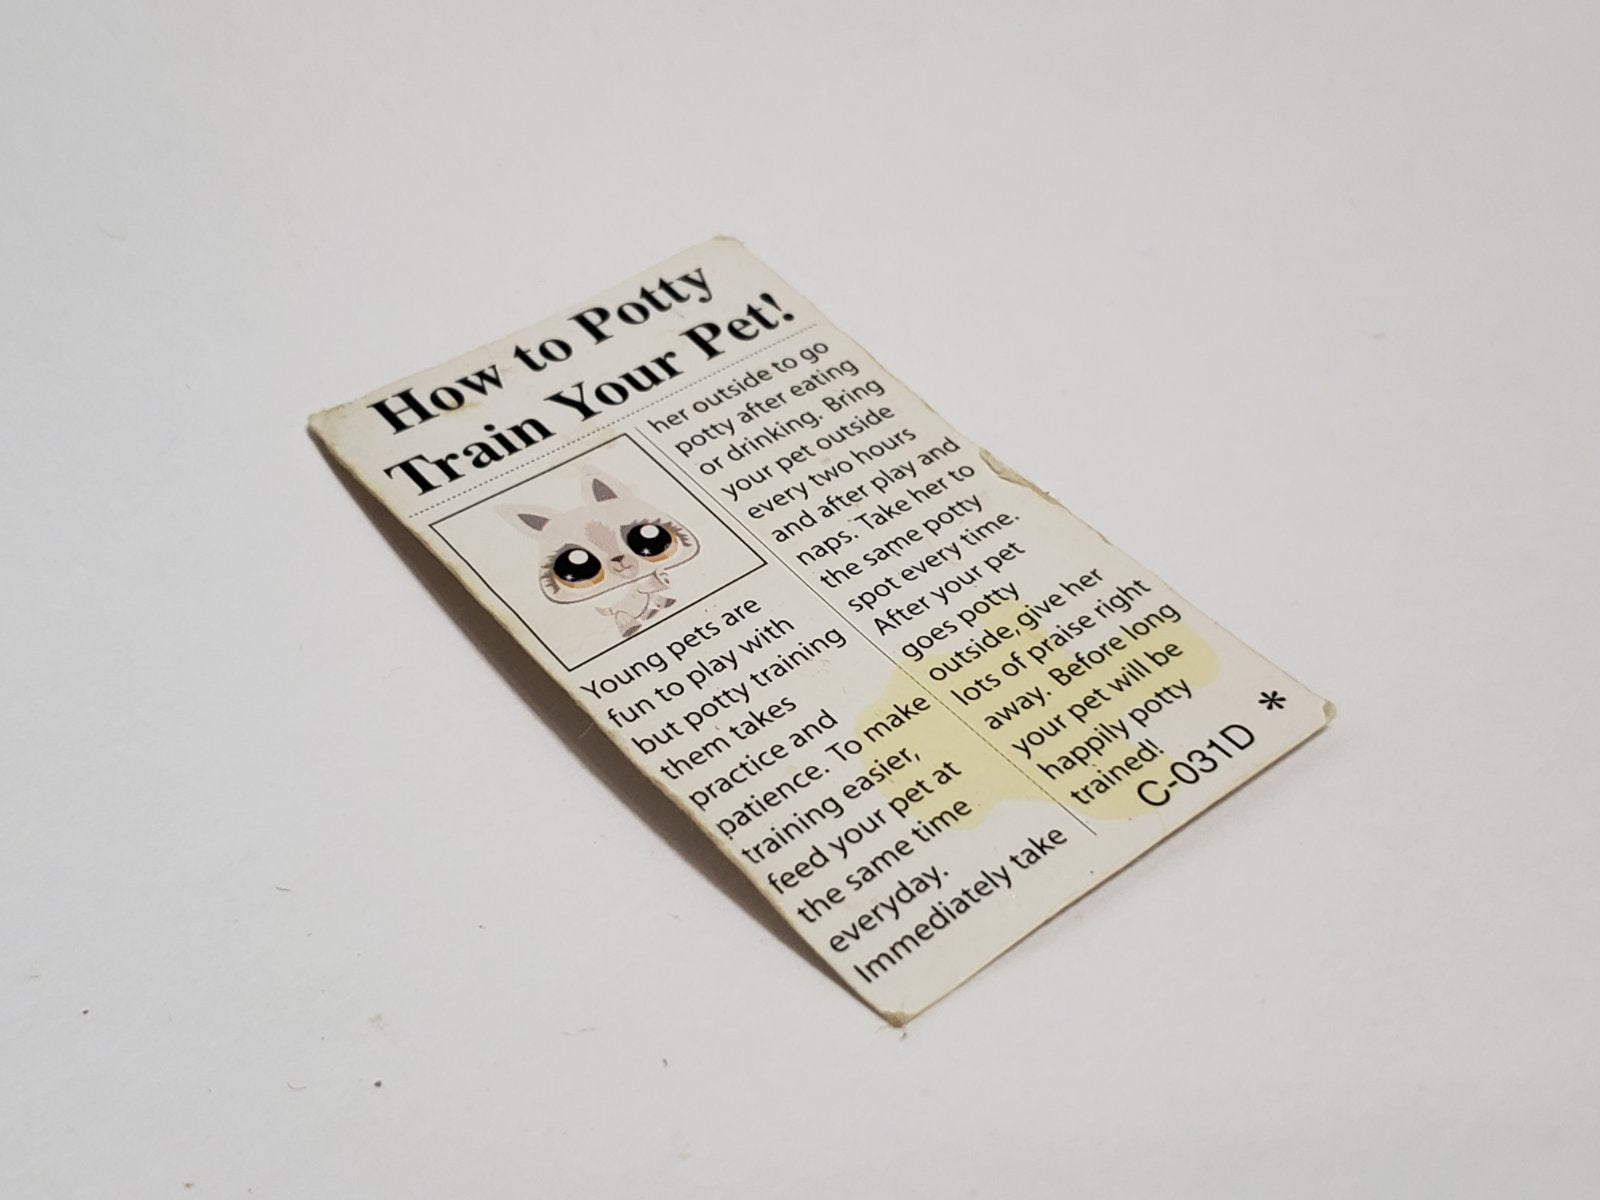 How to Potty
Train Your Pet!
Young pets are
fun to play with
but potty training
them takes
practice and
patience. To make
training easier,
feed your pet at
the same time
everyday.
Immediately take
her outside to go
potty after eating
or drinking. Bring
your pet outside
every two hours
and after play and
naps. Take her to
the same potty
spot every time.
After your pet
goes potty
outside, give her
lots of praise right
away. Before long
your pet will be
happily potty
trained!
C-031D *